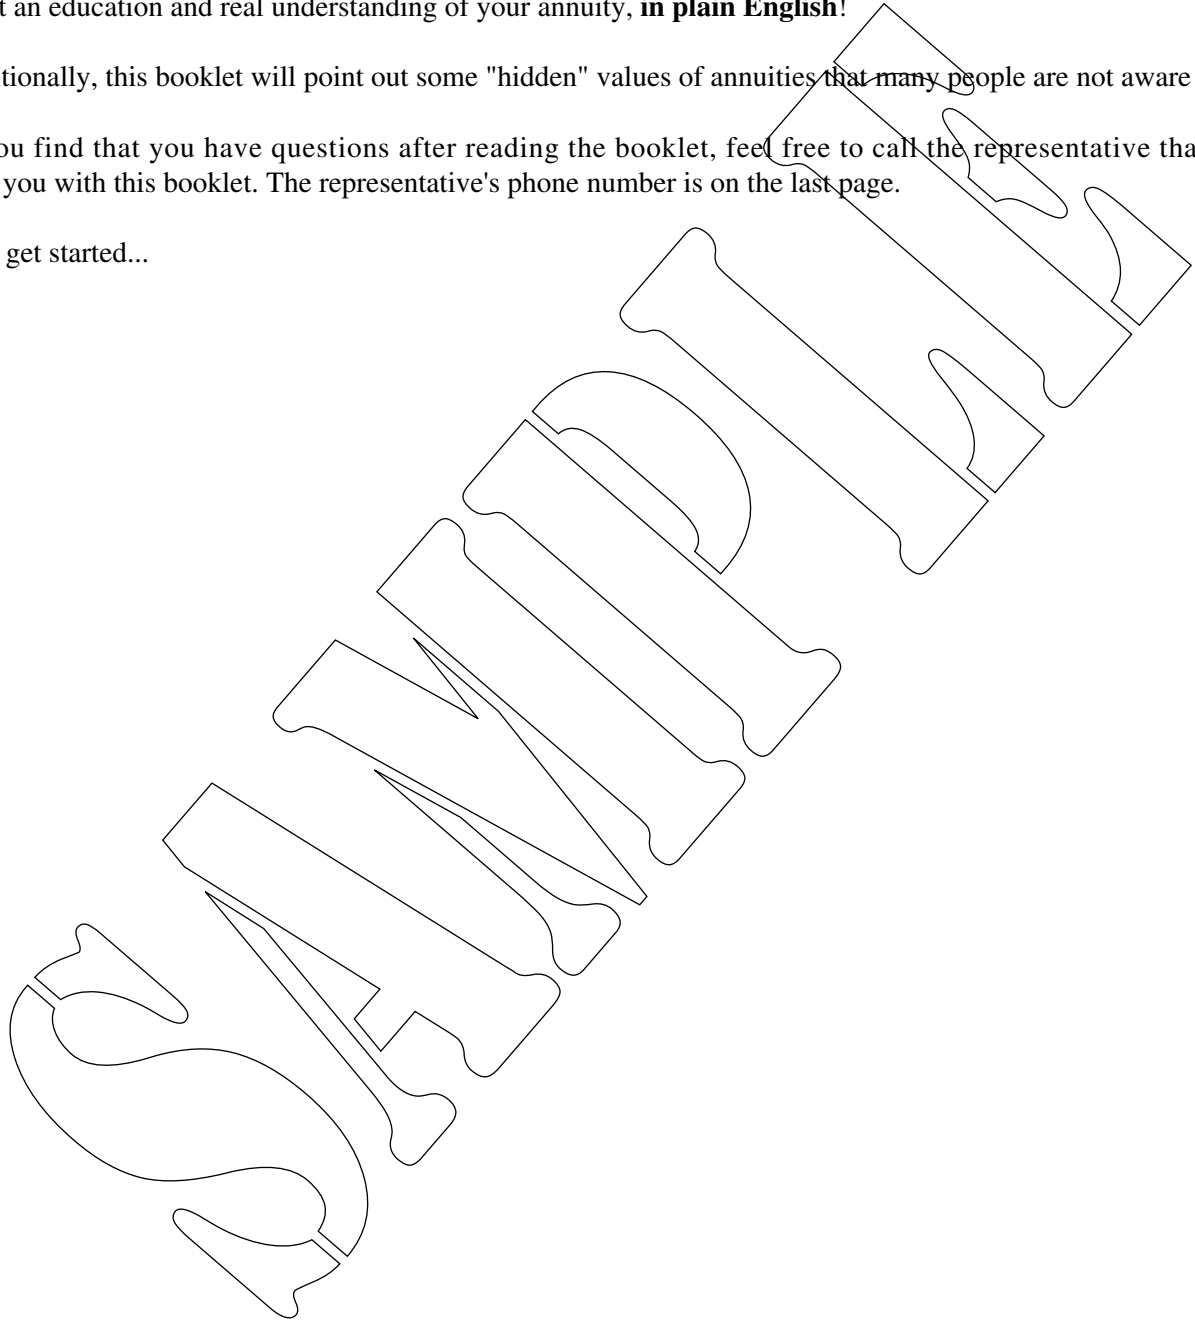 t an education and real understanding of your annuity, in plain English!
tionally, this booklet will point out some "hidden" values of annuities that many people are not aware
ou find that you have questions after reading the booklet, feel free to call the representative tha
you with this booklet. The representative's phone number is on the last page.
get started...
SAMPLE